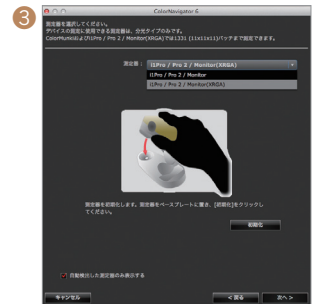 3
ColorNavigator 6
測定器を選択してください。
デバイスの測定に使用できる測定器は、分光タイプのみです。
ColorMunkiおよびi1Pro / Pro 2 / Monitor(XRGA)では1331 (11x11x11)パッチまで測定できます。
測定器： i1Pro / Pro 2 / Monitor(XRGA)
i1Pro / Pro 2 / Monitor
i1Pro / Pro 2 / Monitor(XRGA)
測定器を初期化します。測定器をベースプレートに置き、[初期化]をクリックし
てください。
初期化
自動検出した測定器のみ表示する
キャンセル
< 戻る
次へ >